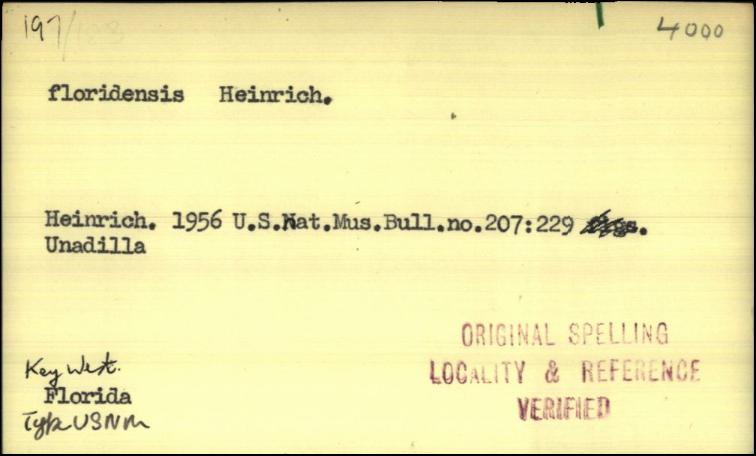 197/
4000
floridensis Heinrich.
Heinrich. 1956 U.S.Nat.Mus.Bull.no.207:229
Unadilla
ORIGINAL SPELLING
LOCALITY & REFERENCE
VERIFIED
Key West.
Florida
Type USNM